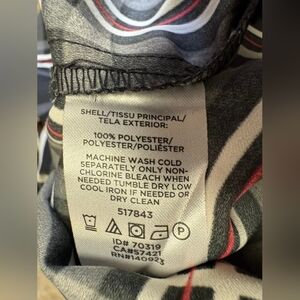 SHELL/TISSU PRINCIPAL/
TELA EXTERIOR:
100% POLYESTER/
POLYESTER/POLIÉSTER
MACHINE WASH COLD
SEPARATELY ONLY NON-
CHLORINE BLEACH WHEN
NEEDED TUMBLE DRY LOW
COOL IRON IF NEEDED OR
DRY CLEAN
517843
P
ID# 70319
CA#57421
RN#140923